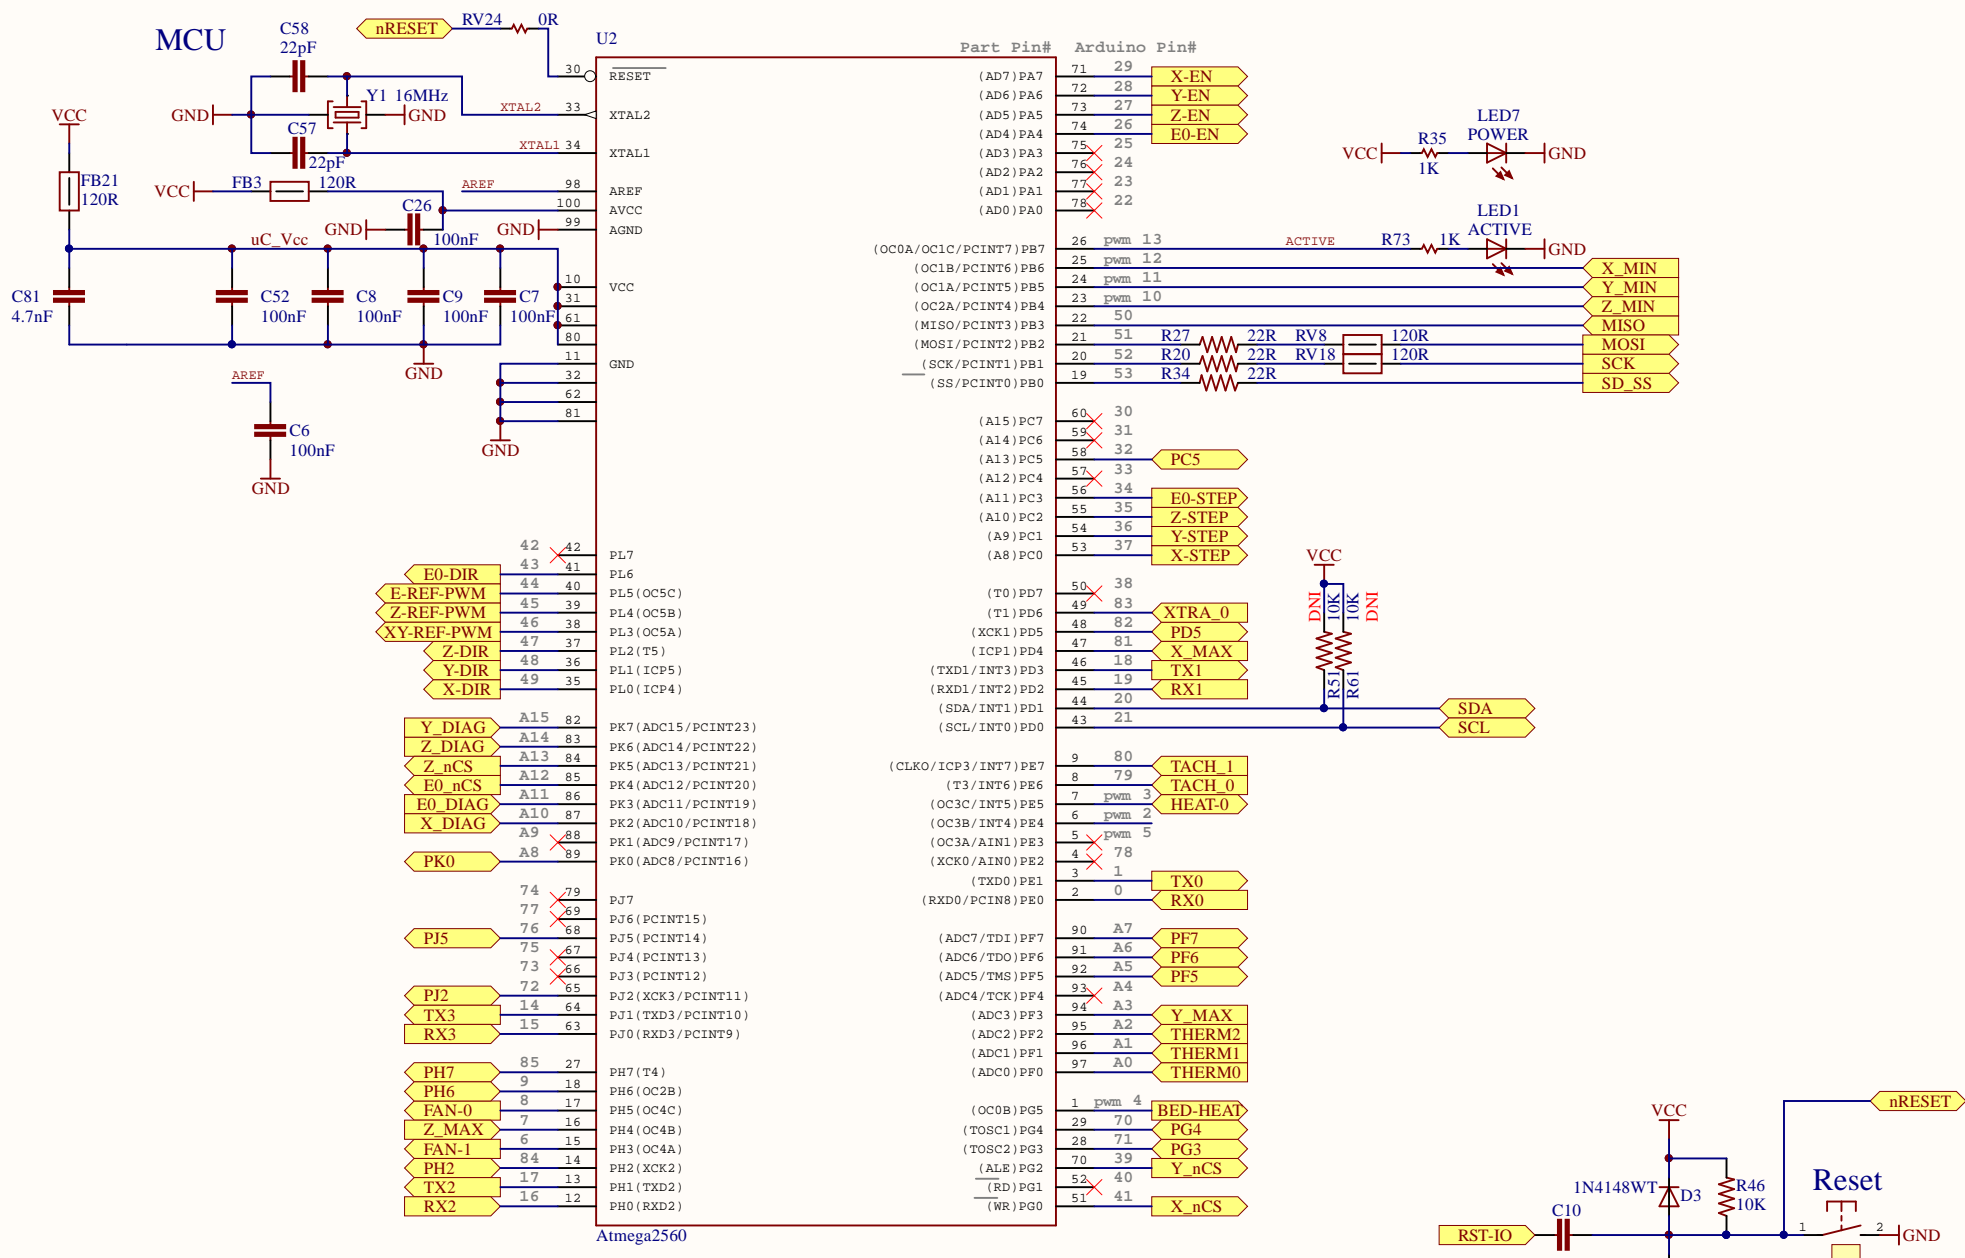 MCU
nRESET
RV24 0R
C58
22pF
GND
Y1 16MHz
GND
C57
22pF
XTAL2
XTAL1
VCC
FB21
120R
VCC
FB3 120R
AREF
GND
C26
100nF
GND
uC_Vcc
C81
4.7nF
C52
100nF
C8
100nF
C9
100nF
C7
100nF
GND
AREF
C6
100nF
GND
GND
U2
Part Pin# Arduino Pin#
30 RESET
33 XTAL2
34 XTAL1
98 AREF
100 AVCC
99 AGND
10 VCC
31
61
80
11 GND
32
62
81
42 42 PL7
E0-DIR 43 41 PL6
E-REF-PWM 44 40 PL5(OC5C)
Z-REF-PWM 45 39 PL4(OC5B)
XY-REF-PWM 46 38 PL3(OC5A)
Z-DIR 47 37 PL2(T5)
Y-DIR 48 36 PL1(ICP5)
X-DIR 49 35 PL0(ICP4)
Y_DIAG A15 82 PK7(ADC15/PCINT23)
Z_DIAG A14 83 PK6(ADC14/PCINT22)
Z_nCS A13 84 PK5(ADC13/PCINT21)
E0_nCS A12 85 PK4(ADC12/PCINT20)
E0_DIAG A11 86 PK3(ADC11/PCINT19)
X_DIAG A10 87 PK2(ADC10/PCINT18)
A9 88 PK1(ADC9/PCINT17)
PK0 A8 89 PK0(ADC8/PCINT16)
74 79 PJ7
77 69 PJ6(PCINT15)
PJ5 76 68 PJ5(PCINT14)
75 67 PJ4(PCINT13)
73 66 PJ3(PCINT12)
PJ2 72 65 PJ2(XCK3/PCINT11)
TX3 14 64 PJ1(TXD3/PCINT10)
RX3 15 63 PJ0(RXD3/PCINT9)
PH7 85 27 PH7(T4)
PH6 9 18 PH6(OC2B)
FAN-0 8 17 PH5(OC4C)
Z_MAX 7 16 PH4(OC4B)
FAN-1 6 15 PH3(OC4A)
PH2 84 14 PH2(XCK2)
TX2 17 13 PH1(TXD2)
RX2 16 12 PH0(RXD2)
Atmega2560
(AD7)PA7 71 29 X-EN
(AD6)PA6 72 28 Y-EN
(AD5)PA5 73 27 Z-EN
(AD4)PA4 74 26 E0-EN
(AD3)PA3 75 25
(AD2)PA2 76 24
(AD1)PA1 77 23
(AD0)PA0 78 22
(OC0A/OC1C/PCINT7)PB7 26 pwm 13 ACTIVE R73 1K GND
(OC1B/PCINT6)PB6 25 pwm 12 X_MIN
(OC1A/PCINT5)PB5 24 pwm 11 Y_MIN
(OC2A/PCINT4)PB4 23 pwm 10 Z_MIN
(MISO/PCINT3)PB3 22 50 MISO
(MOSI/PCINT2)PB2 21 51 R27 22R RV8 120R MOSI
(SCK/PCINT1)PB1 20 52 R20 22R RV18 120R SCK
(SS/PCINT0)PB0 19 53 R34 22R SD_SS
(A15)PC7 60 30
(A14)PC6 59 31
(A13)PC5 58 32 PC5
(A12)PC4 57 33
(A11)PC3 56 34 E0-STEP
(A10)PC2 55 35 Z-STEP
(A9)PC1 54 36 Y-STEP
(A8)PC0 53 37 X-STEP
(T0)PD7 50 38
(T1)PD6 49 83 XTRA_0
(XCK1)PD5 48 82 PD5
(ICP1)PD4 47 81 X_MAX
(TXD1/INT3)PD3 46 18 TX1
(RXD1/INT2)PD2 45 19 RX1
(SDA/INT1)PD1 44 20 SDA
(SCL/INT0)PD0 43 21 SCL
(CLKO/ICP3/INT7)PE7 9 80 TACH_1
(T3/INT6)PE6 8 79 TACH_0
(OC3C/INT5)PE5 7 pwm 3 HEAT-0
(OC3B/INT4)PE4 6 pwm 2
(OC3A/AIN1)PE3 5 pwm 5
(XCK0/AIN0)PE2 4 78
(TXD0)PE1 3 1 TX0
(RXD0/PCIN8)PE0 2 0 RX0
(ADC7/TDI)PF7 90 A7 PF7
(ADC6/TDO)PF6 91 A6 PF6
(ADC5/TMS)PF5 92 A5 PF5
(ADC4/TCK)PF4 93 A4
(ADC3)PF3 94 A3 Y_MAX
(ADC2)PF2 95 A2 THERM2
(ADC1)PF1 96 A1 THERM1
(ADC0)PF0 97 A0 THERM0
(OC0B)PG5 1 pwm 4 BED-HEAT
(TOSC1)PG4 29 70 PG4
(TOSC2)PG3 28 71 PG3
(ALE)PG2 70 39 Y_nCS
(RD)PG1 52 40
(WR)PG0 51 41 X_nCS
LED7
POWER
VCC R35 GND
1K
LED1
ACTIVE
VCC
DNI 10K 10K DNI
R51 R61
nRESET
VCC
Reset
1N4148WT D3
R46
10K
C10
RST-IO
1 2 GND